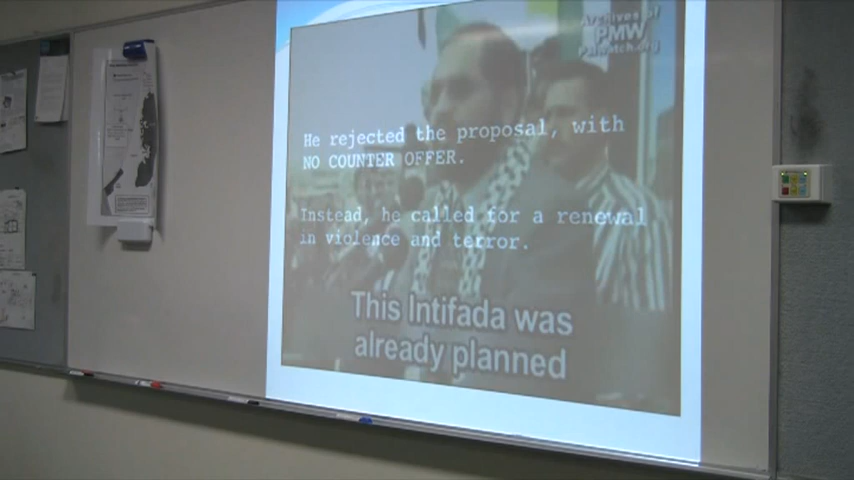 Archives of
PMW
Palwatch.org
He rejected the proposal, with
NO COUNTER OFFER.
Instead, he called for a renewal
in violence and terror.
This Intifada was
already planned